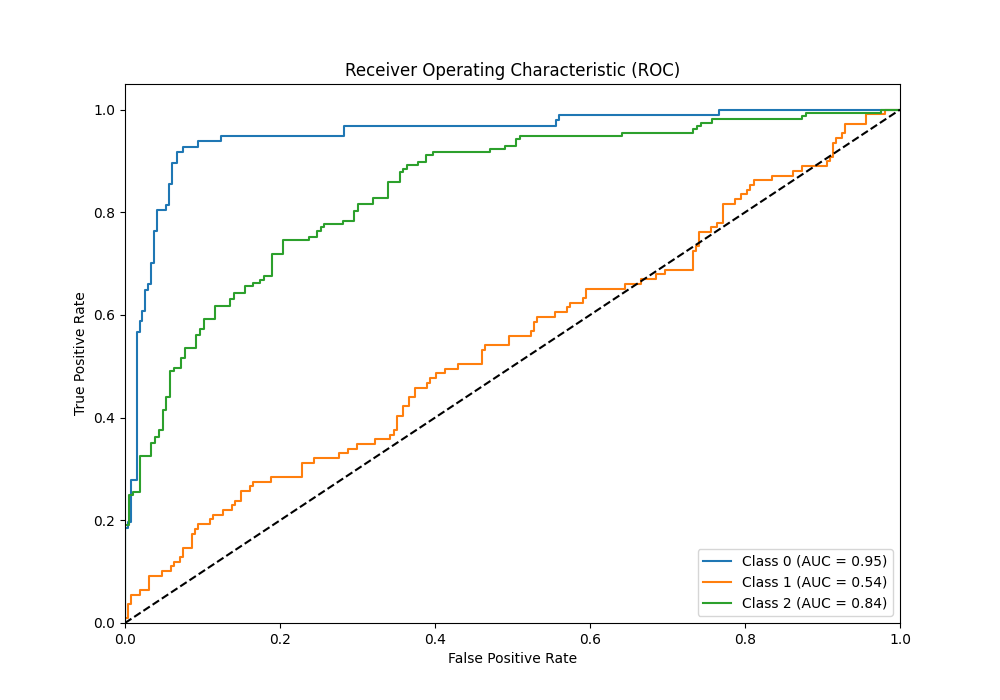 Receiver Operating Characteristic (ROC)
1.0
0.8
0.6
0.4
0.2
0.0
True Positive Rate
0.0 0.2 0.4 0.6 0.8 1.0
False Positive Rate
Class 0 (AUC = 0.95)
Class 1 (AUC = 0.54)
Class 2 (AUC = 0.84)